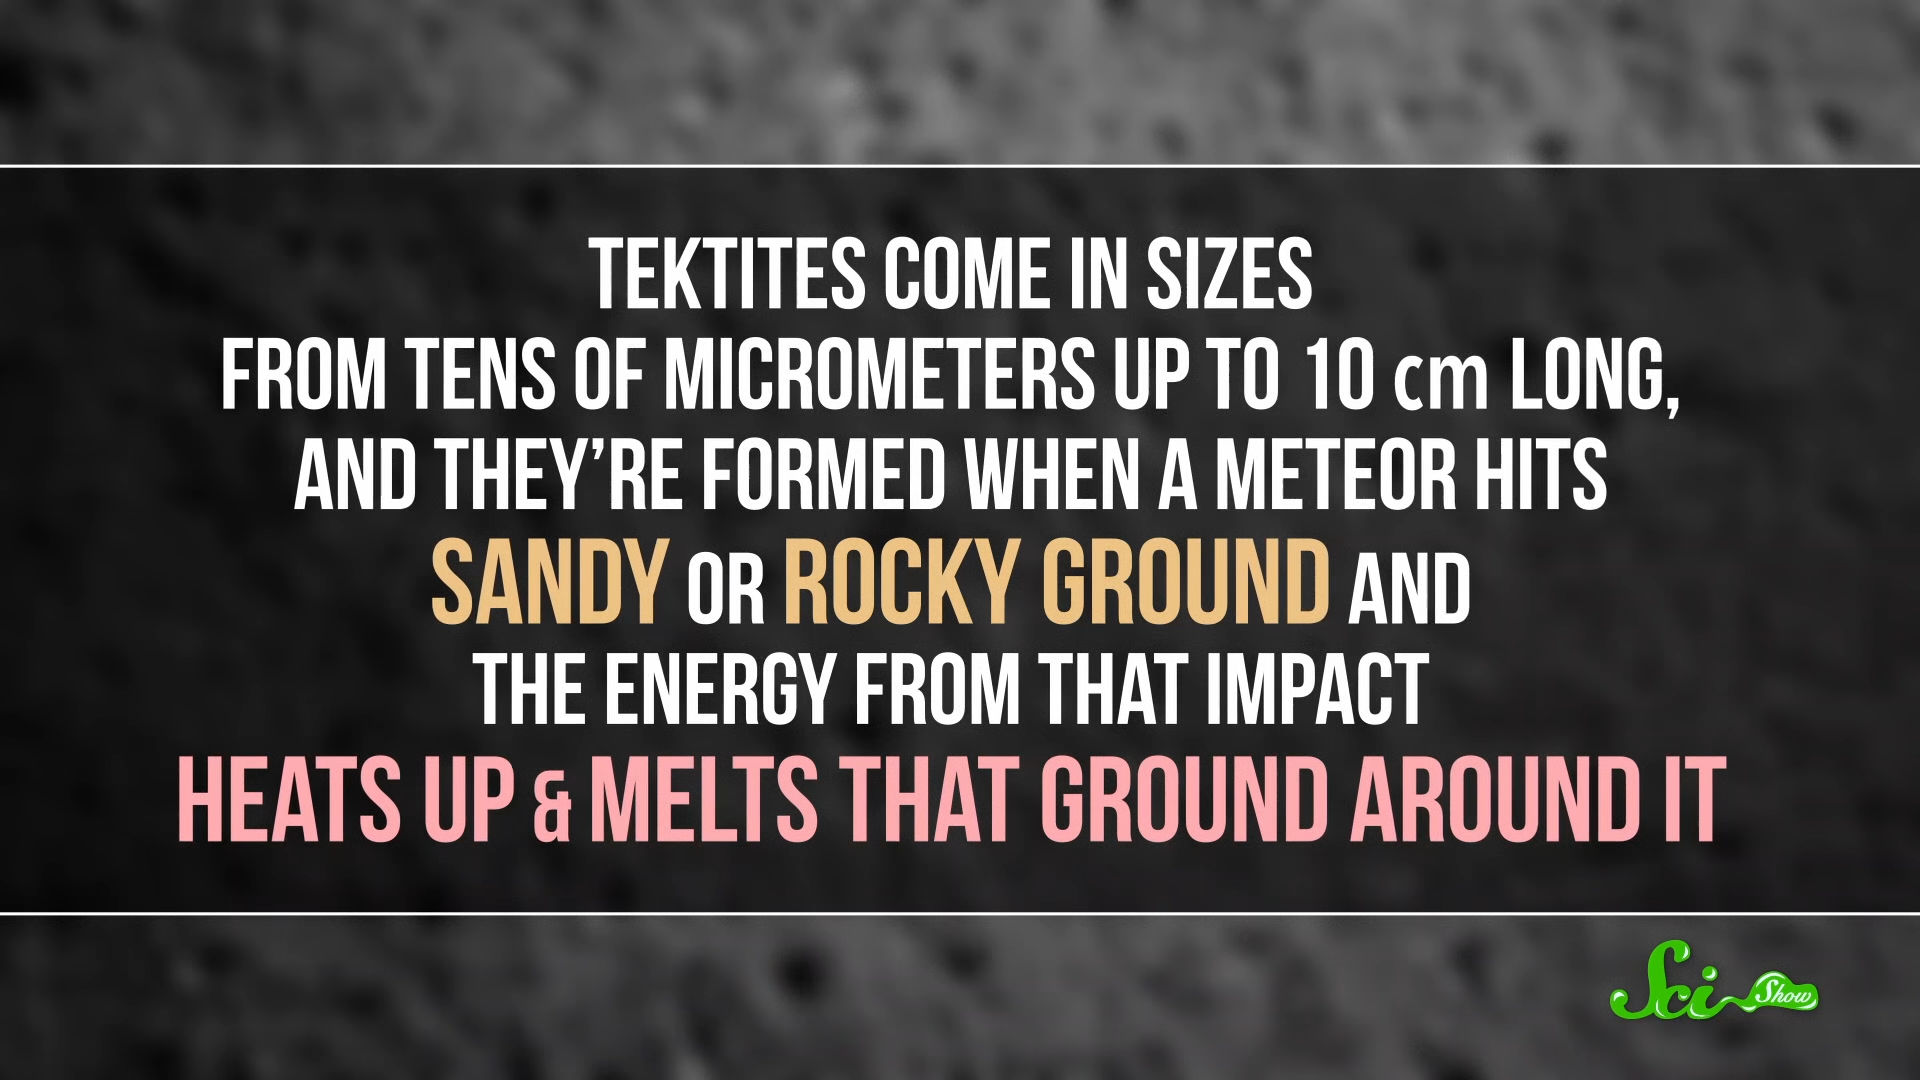 TEKTITES COME IN SIZES
FROM TENS OF MICROMETERS UP TO 10 cm LONG,
AND THEY’RE FORMED WHEN A METEOR HITS
SANDY OR ROCKY GROUND AND
THE ENERGY FROM THAT IMPACT
HEATS UP & MELTS THAT GROUND AROUND IT
Sci Show